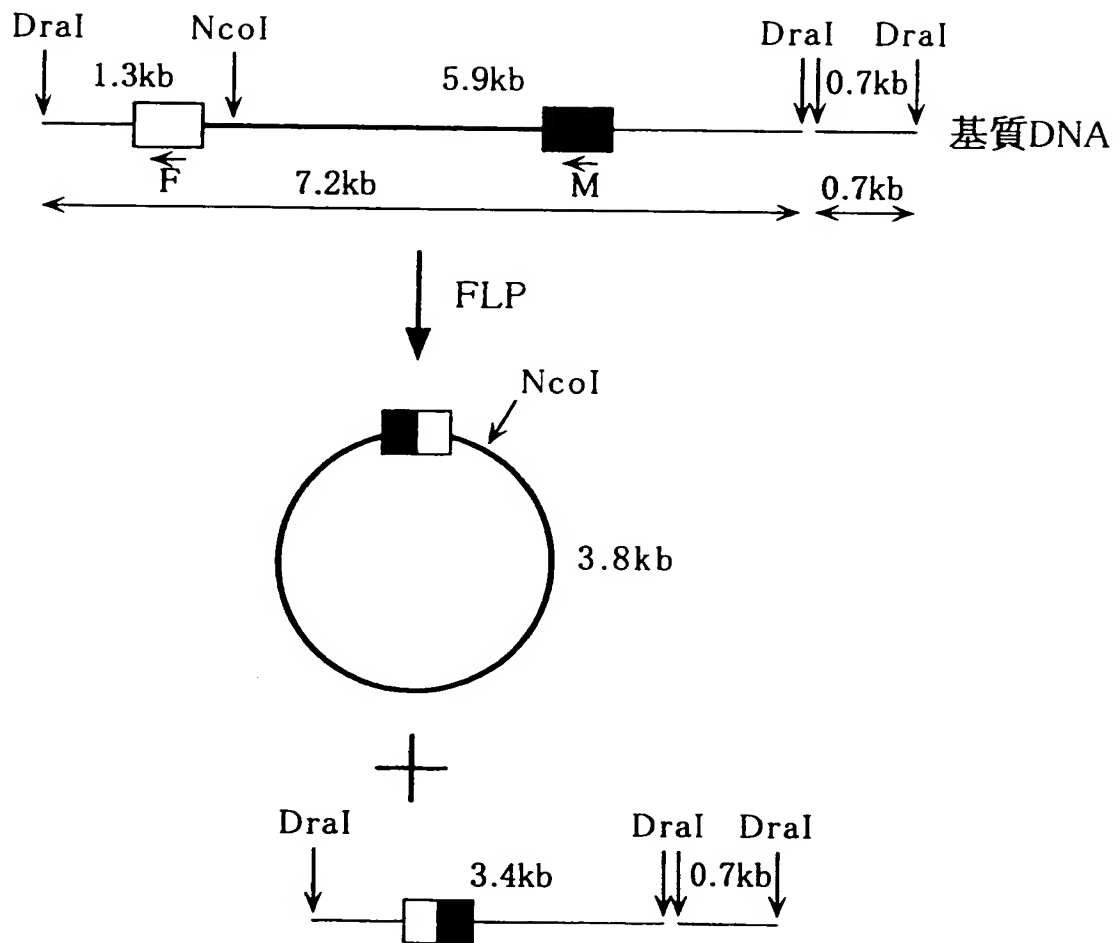 DraI NcoI DraI DraI
1.3kb 5.9kb 0.7kb
基質DNA
F M
7.2kb 0.7kb
FLP
NcoI
3.8kb
+
DraI DraI DraI
3.4kb 0.7kb